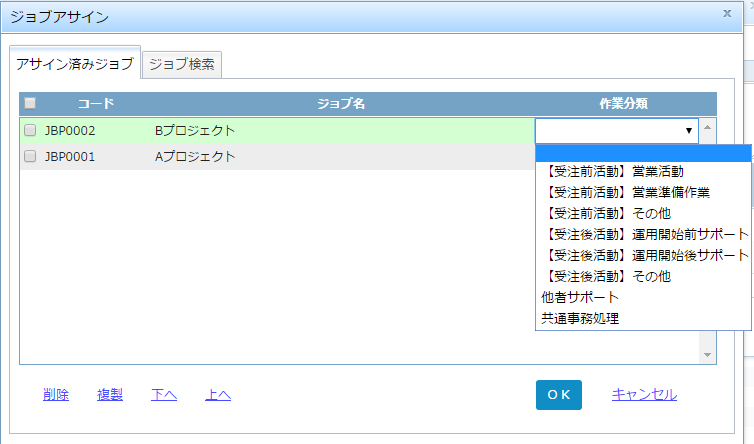 ジョブアサイン x
アサイン済みジョブ ジョブ検索
コード ジョブ名 作業分類
JBP0002 Bプロジェクト
JBP0001 Aプロジェクト
【受注前活動】営業活動
【受注前活動】営業準備作業
【受注前活動】その他
【受注後活動】運用開始前サポート
【受注後活動】運用開始後サポート
【受注後活動】その他
他者サポート
共通事務処理
削除 複製 下へ 上へ OK キャンセル